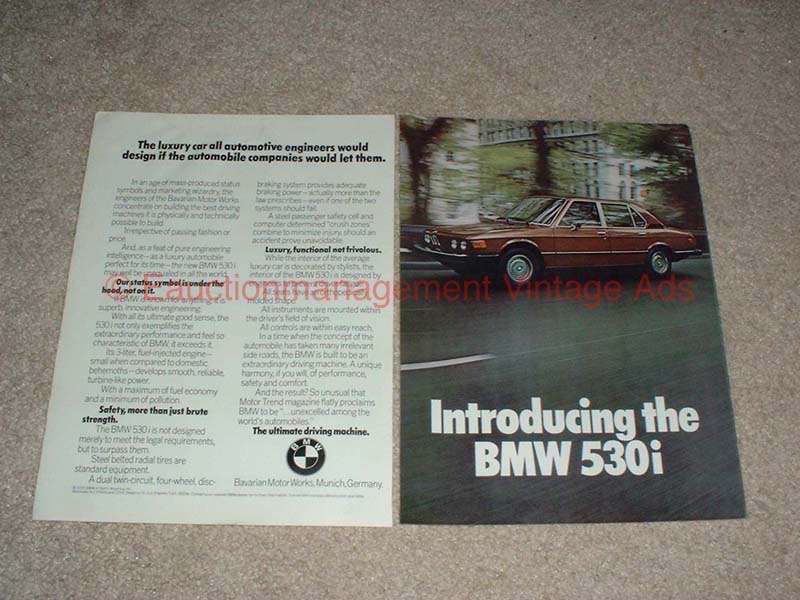 The luxury car all automotive engineers would
design if the automobile companies would let them.
In an age of mass-produced status
symbols and marketing wizardry, the
engineers of the Bavarian Motor Works
concentrate on building the best driving
machines it is physically and technically
possible to build.
Irrespective of passing fashion or
price.
And, as a feat of pure engineering
intelligence—as a luxury automobile
perfect for its time—the new BMW 530i
may not be equaled in all the world.
Our status symbol is under the
hood, not on it.
BMW
superb, innovative engineering.
With all its ultimate good sense, the
530i not only exemplifies the
extraordinary performance and feel so
characteristic of BMW, it exceeds it.
Its 3-liter, fuel-injected engine—
small when compared to domestic
behemoths—develops smooth, reliable,
turbine-like power.
With a maximum of fuel economy
and a minimum of pollution.
Safety, more than just brute
strength.
The BMW 530i is not designed
merely to meet the legal requirements,
but to surpass them.
Steel belted radial tires are
standard equipment.
A dual twin-circuit, four-wheel, disc-
braking system provides adequate
braking power—actually more than the
law prescribes—even if one of the two
systems should fail.
A steel passenger safety cell and
computer determined "crush zones"
combine to minimize injury should an
accident prove unavoidable.
Luxury, functional not frivolous.
While the interior of the average
luxury car is decorated by stylists, the
interior of the BMW 530i is designed by
molded shape.
All instruments are mounted within
the driver's field of vision.
All controls are within easy reach.
In a time when the concept of the
automobile has taken many irrelevant
side roads, the BMW is built to be an
extraordinary driving machine. A unique
harmony, if you will, of performance,
safety and comfort.
And the result? So unusual that
Motor Trend magazine flatly proclaims
BMW to be "...unexcelled among the
world's automobiles."
The ultimate driving machine.
BMW
Bavarian Motor Works, Munich, Germany.
Introducing the
BMW 530i
© Eauctionmanagement Vintage Ads